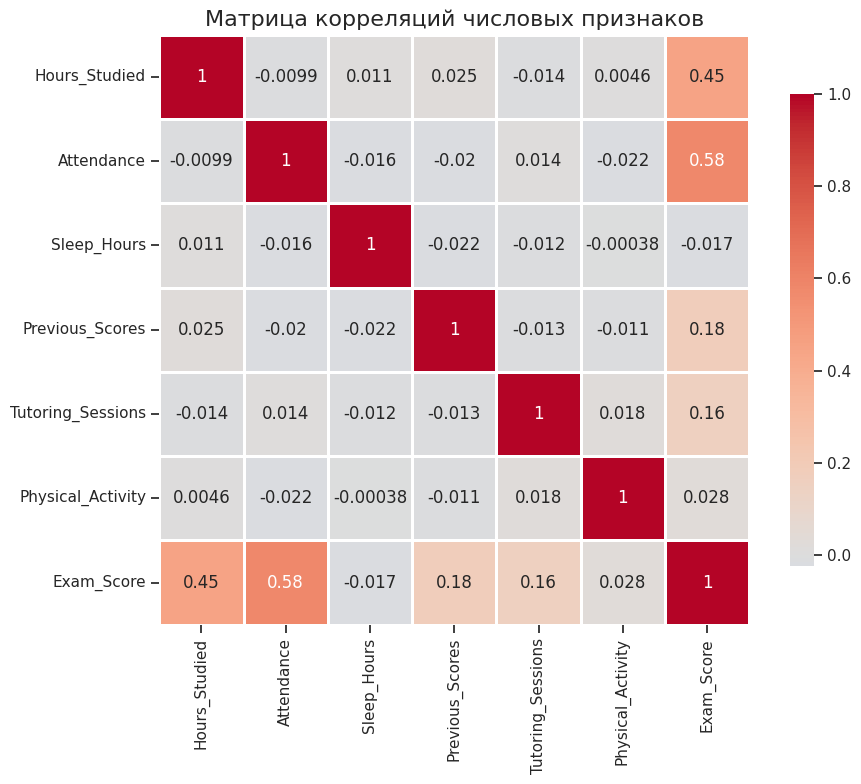 Матрица корреляций числовых признаков
Hours_Studied 1 -0.0099 0.011 0.025 -0.014 0.0046 0.45
Attendance -0.0099 1 -0.016 -0.02 0.014 -0.022 0.58
Sleep_Hours 0.011 -0.016 1 -0.022 -0.012 -0.00038 -0.017
Previous_Scores 0.025 -0.02 -0.022 1 -0.013 -0.011 0.18
Tutoring_Sessions -0.014 0.014 -0.012 -0.013 1 0.018 0.16
Physical_Activity 0.0046 -0.022 -0.00038 -0.011 0.018 1 0.028
Exam_Score 0.45 0.58 -0.017 0.18 0.16 0.028 1
Hours_Studied
Attendance
Sleep_Hours
Previous_Scores
Tutoring_Sessions
Physical_Activity
Exam_Score
1.0
0.8
0.6
0.4
0.2
0.0